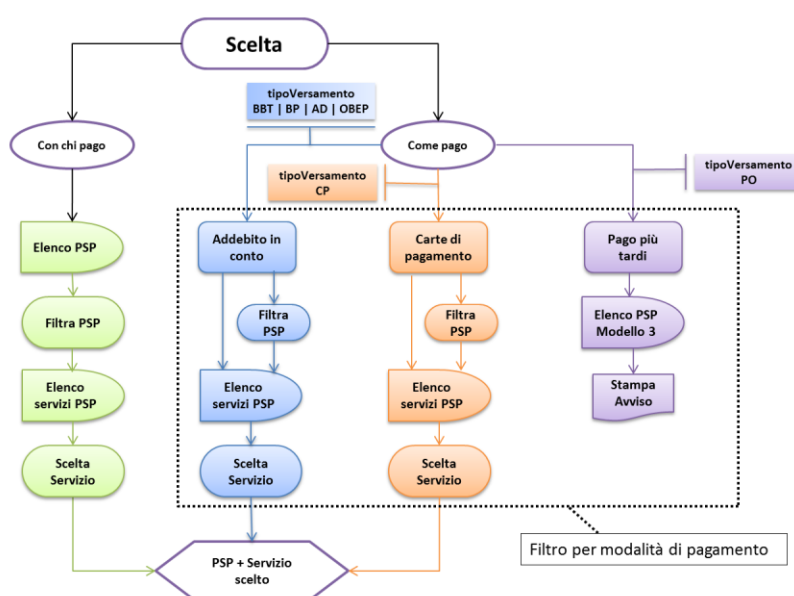 Scelta
tipoVersamento
BBT | BP | AD | OBEP
Con chi pago
Come pago
tipoVersamento
CP
tipoVersamento
PO
Elenco PSP
Addebito in
conto
Carte di
pagamento
Pago più
tardi
Filtra PSP
Filtra
PSP
Filtra
PSP
Elenco PSP
Modello 3
Elenco
servizi PSP
Elenco
servizi PSP
Elenco
servizi PSP
Stampa
Avviso
Scelta
Servizio
Scelta
Servizio
Scelta
Servizio
PSP + Servizio
scelto
Filtro per modalità di pagamento